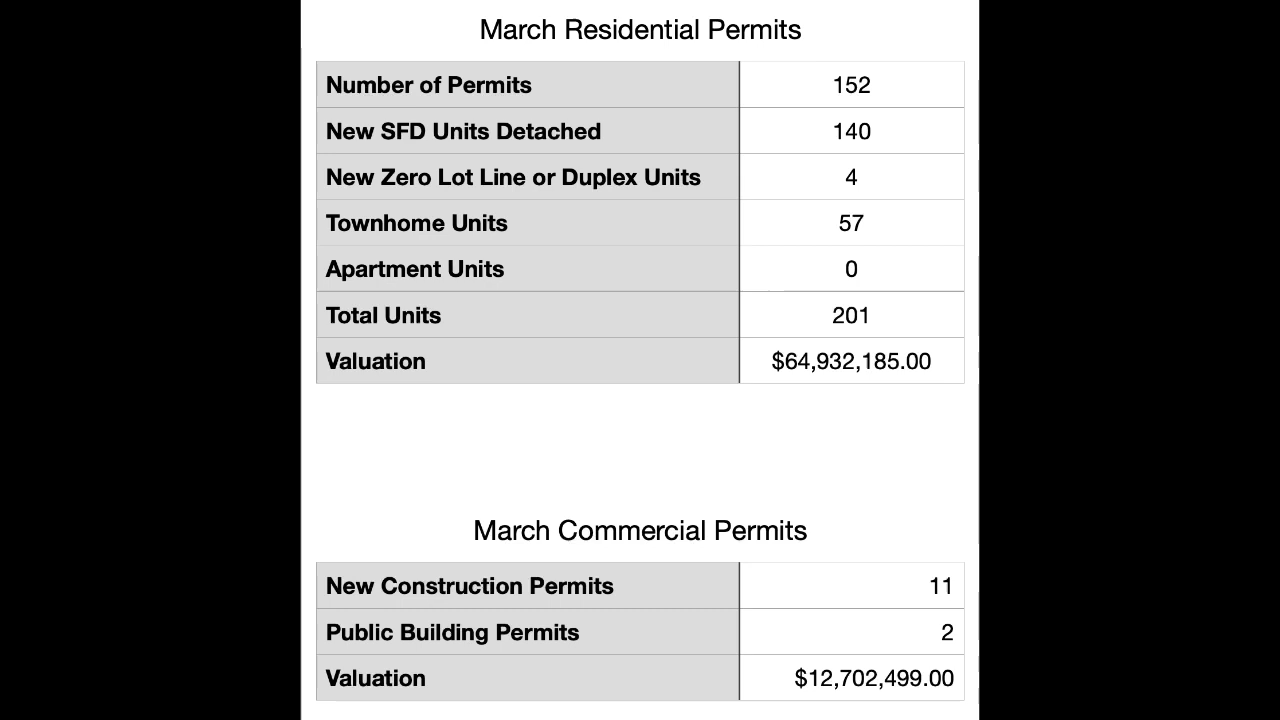 March Residential Permits
Number of Permits 152
New SFD Units Detached 140
New Zero Lot Line or Duplex Units 4
Townhome Units 57
Apartment Units 0
Total Units 201
Valuation $64,932,185.00
March Commercial Permits
New Construction Permits 11
Public Building Permits 2
Valuation $12,702,499.00